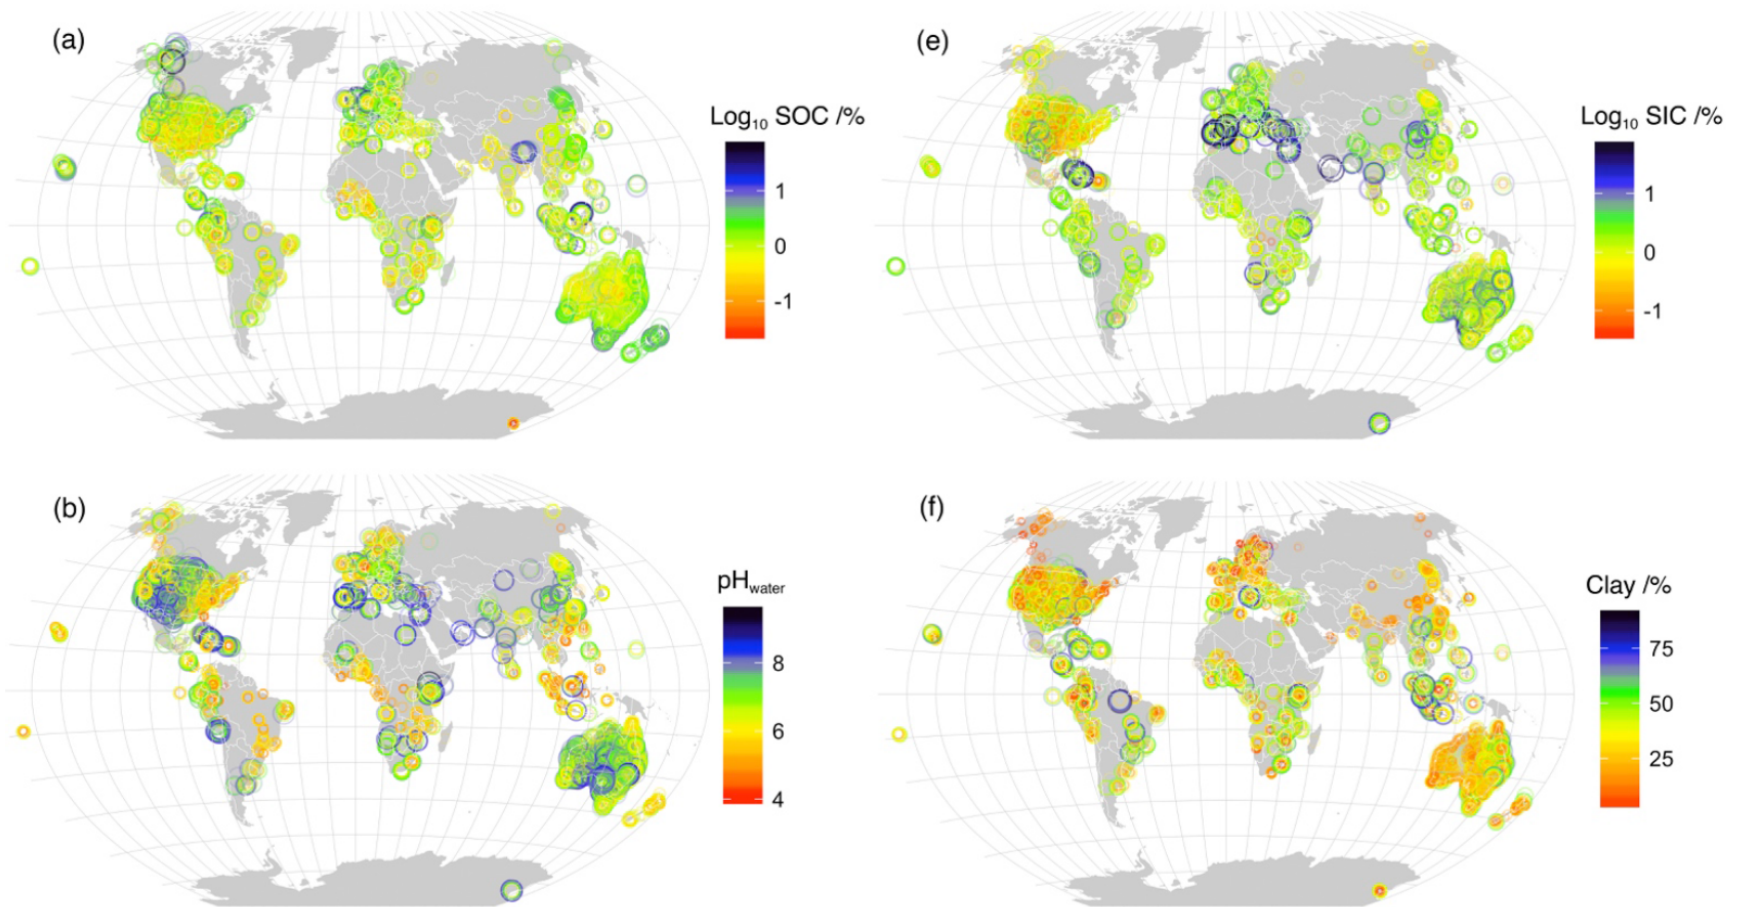 (a)
Log₁₀ SOC /%
1
0
-1
(e)
Log₁₀ SIC /%
1
0
-1
(b)
pHwater
8
6
4
(f)
Clay /%
75
50
25